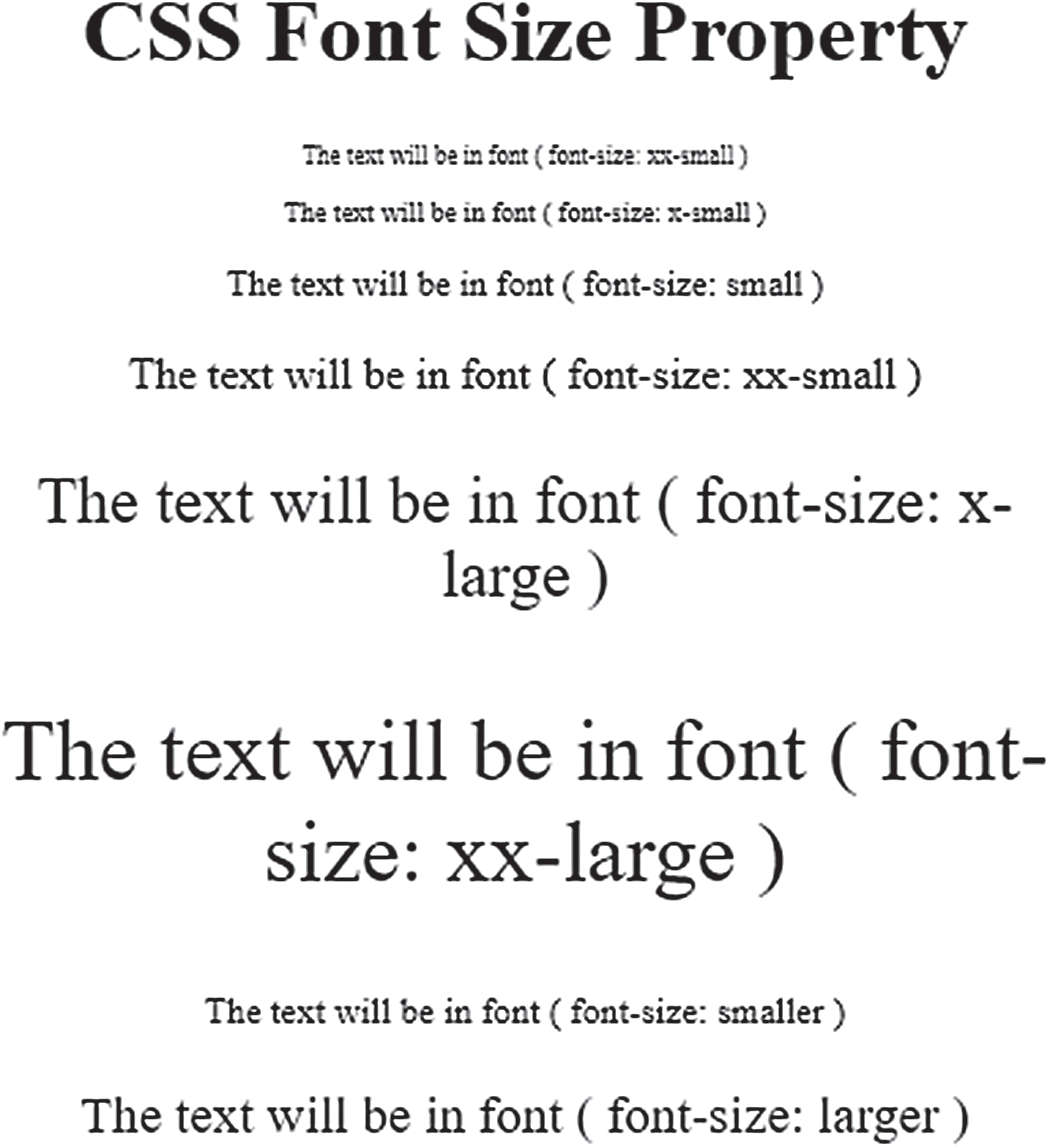 CSS Font Size Property
The text will be in font ( font-size: xx-small )
The text will be in font ( font-size: x-small )
The text will be in font ( font-size: small )
The text will be in font ( font-size: xx-small )
The text will be in font ( font-size: x-
large )
The text will be in font ( font-
size: xx-large )
The text will be in font ( font-size: smaller )
The text will be in font ( font-size: larger )